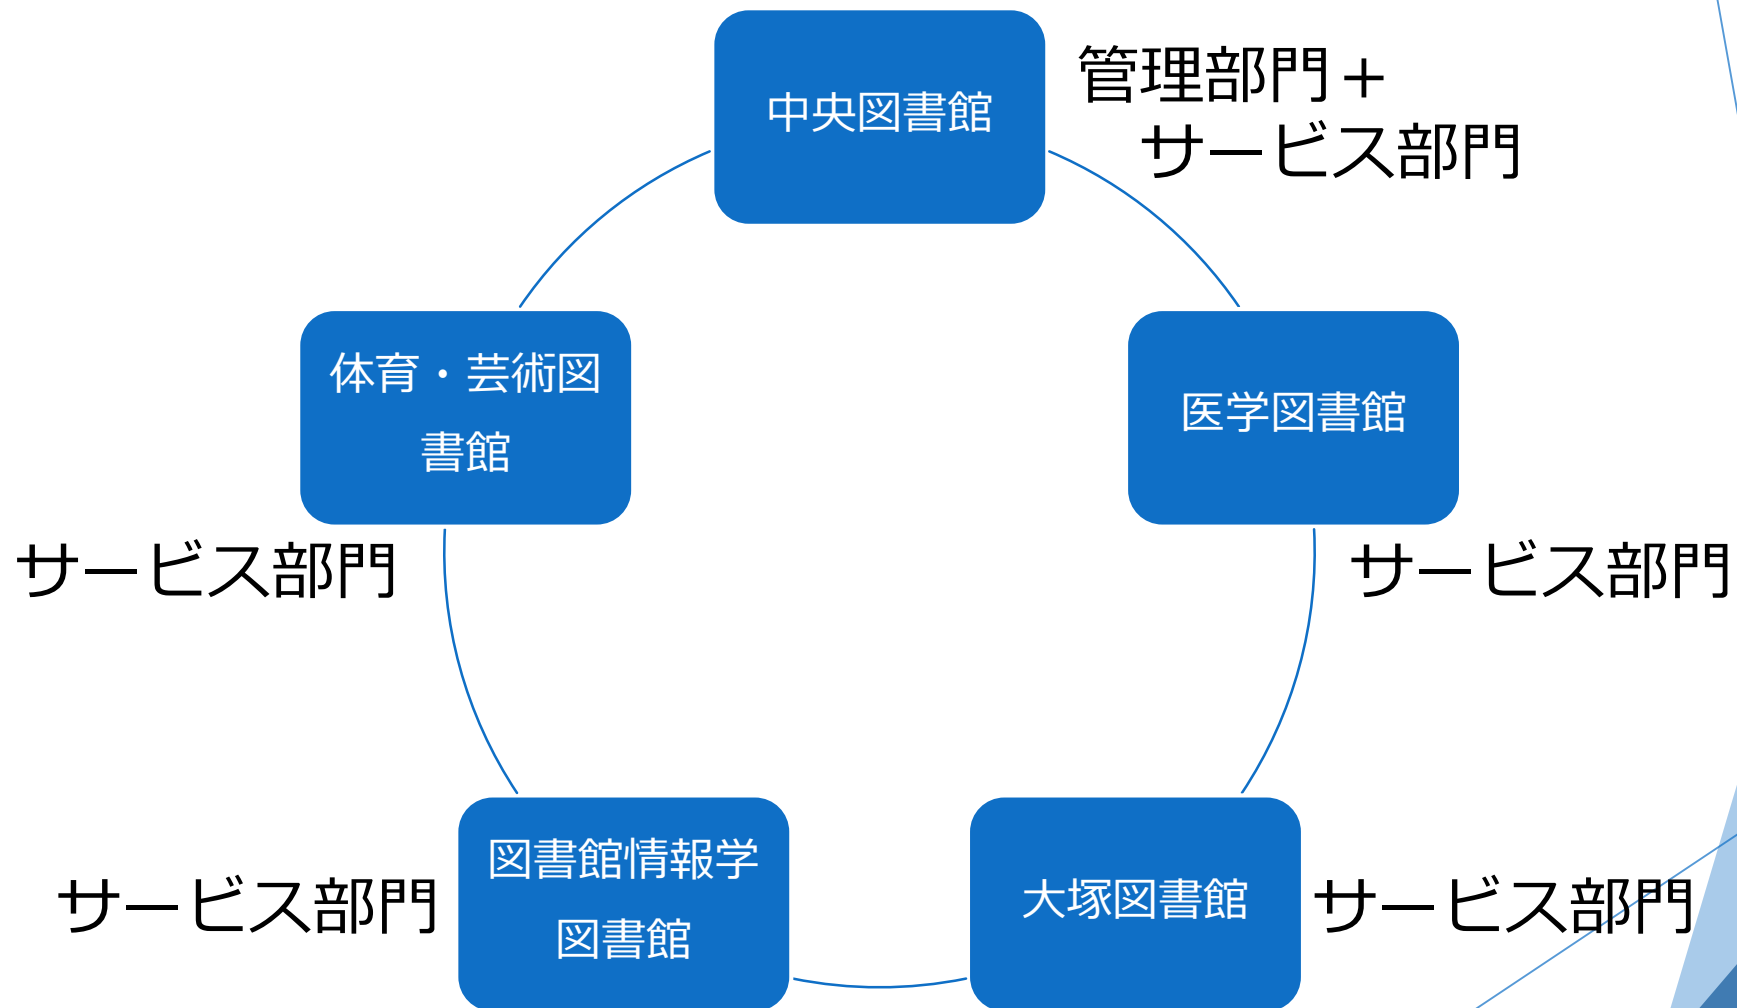 中央図書館
管理部門＋
サービス部門
体育・芸術図
書館
医学図書館
サービス部門
サービス部門
図書館情報学
図書館
大塚図書館
サービス部門
サービス部門